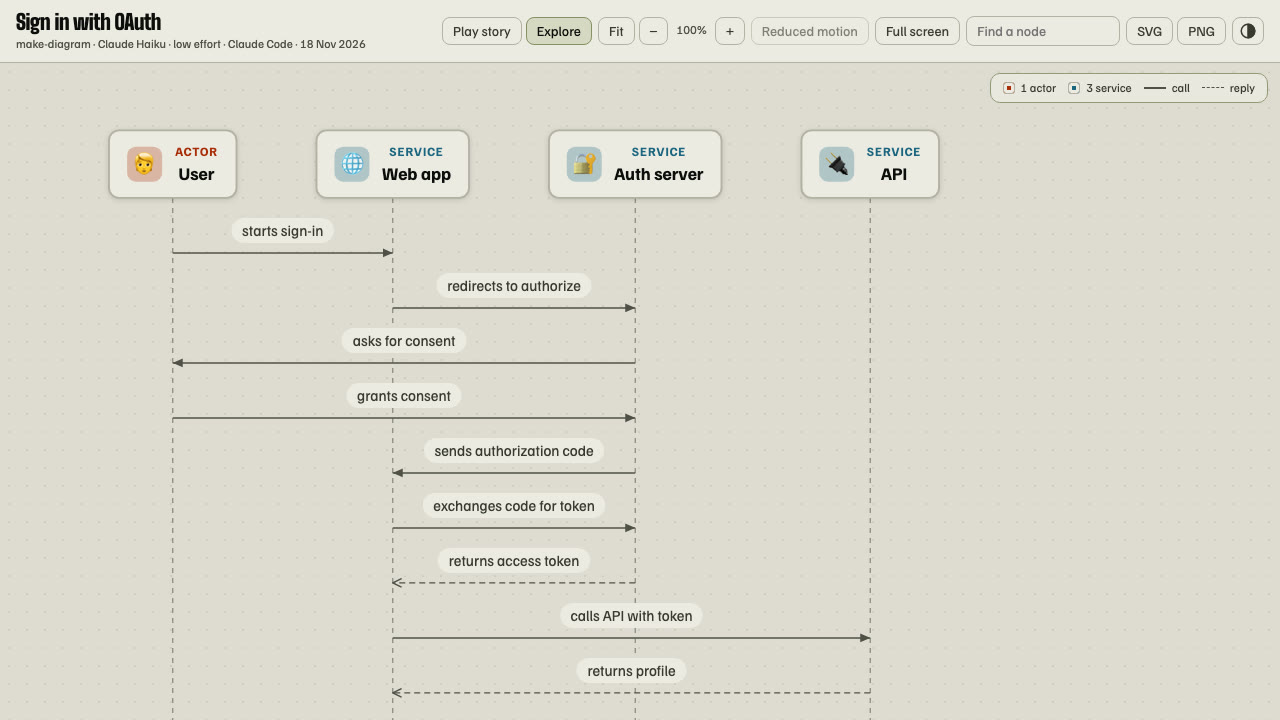 Sign in with OAuth
make-diagram · Claude Haiku · low effort · Claude Code · 18 Nov 2026
Play story
Explore
Fit
−
100%
+
Reduced motion
Full screen
Find a node
SVG
PNG
1 actor
3 service
call
reply
ACTOR
User
SERVICE
Web app
SERVICE
Auth server
SERVICE
API
starts sign-in
redirects to authorize
asks for consent
grants consent
sends authorization code
exchanges code for token
returns access token
calls API with token
returns profile